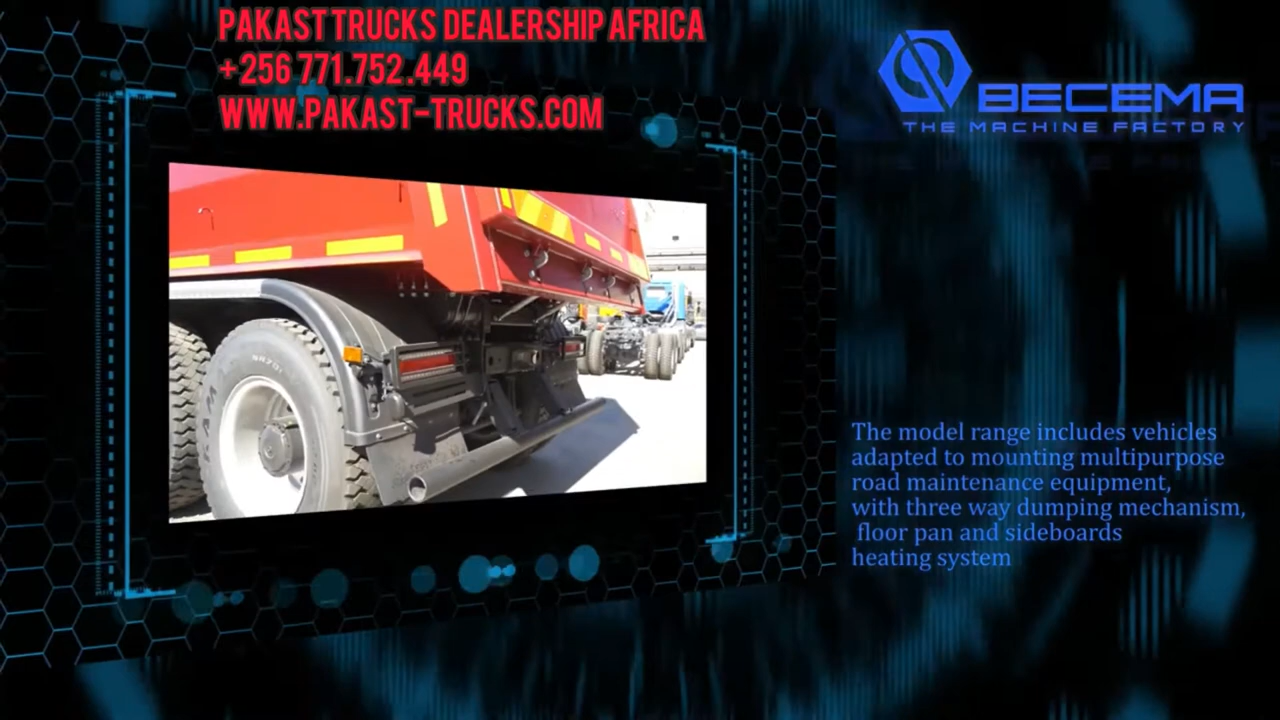 PAKAST TRUCKS DEALERSHIP AFRICA
+256 771.752.449
WWW.PAKAST-TRUCKS.COM
BECEMA
THE MACHINE FACTORY
The model range includes vehicles
adapted to mounting multipurpose
road maintenance equipment,
with three way dumping mechanism,
floor pan and sideboards
heating system